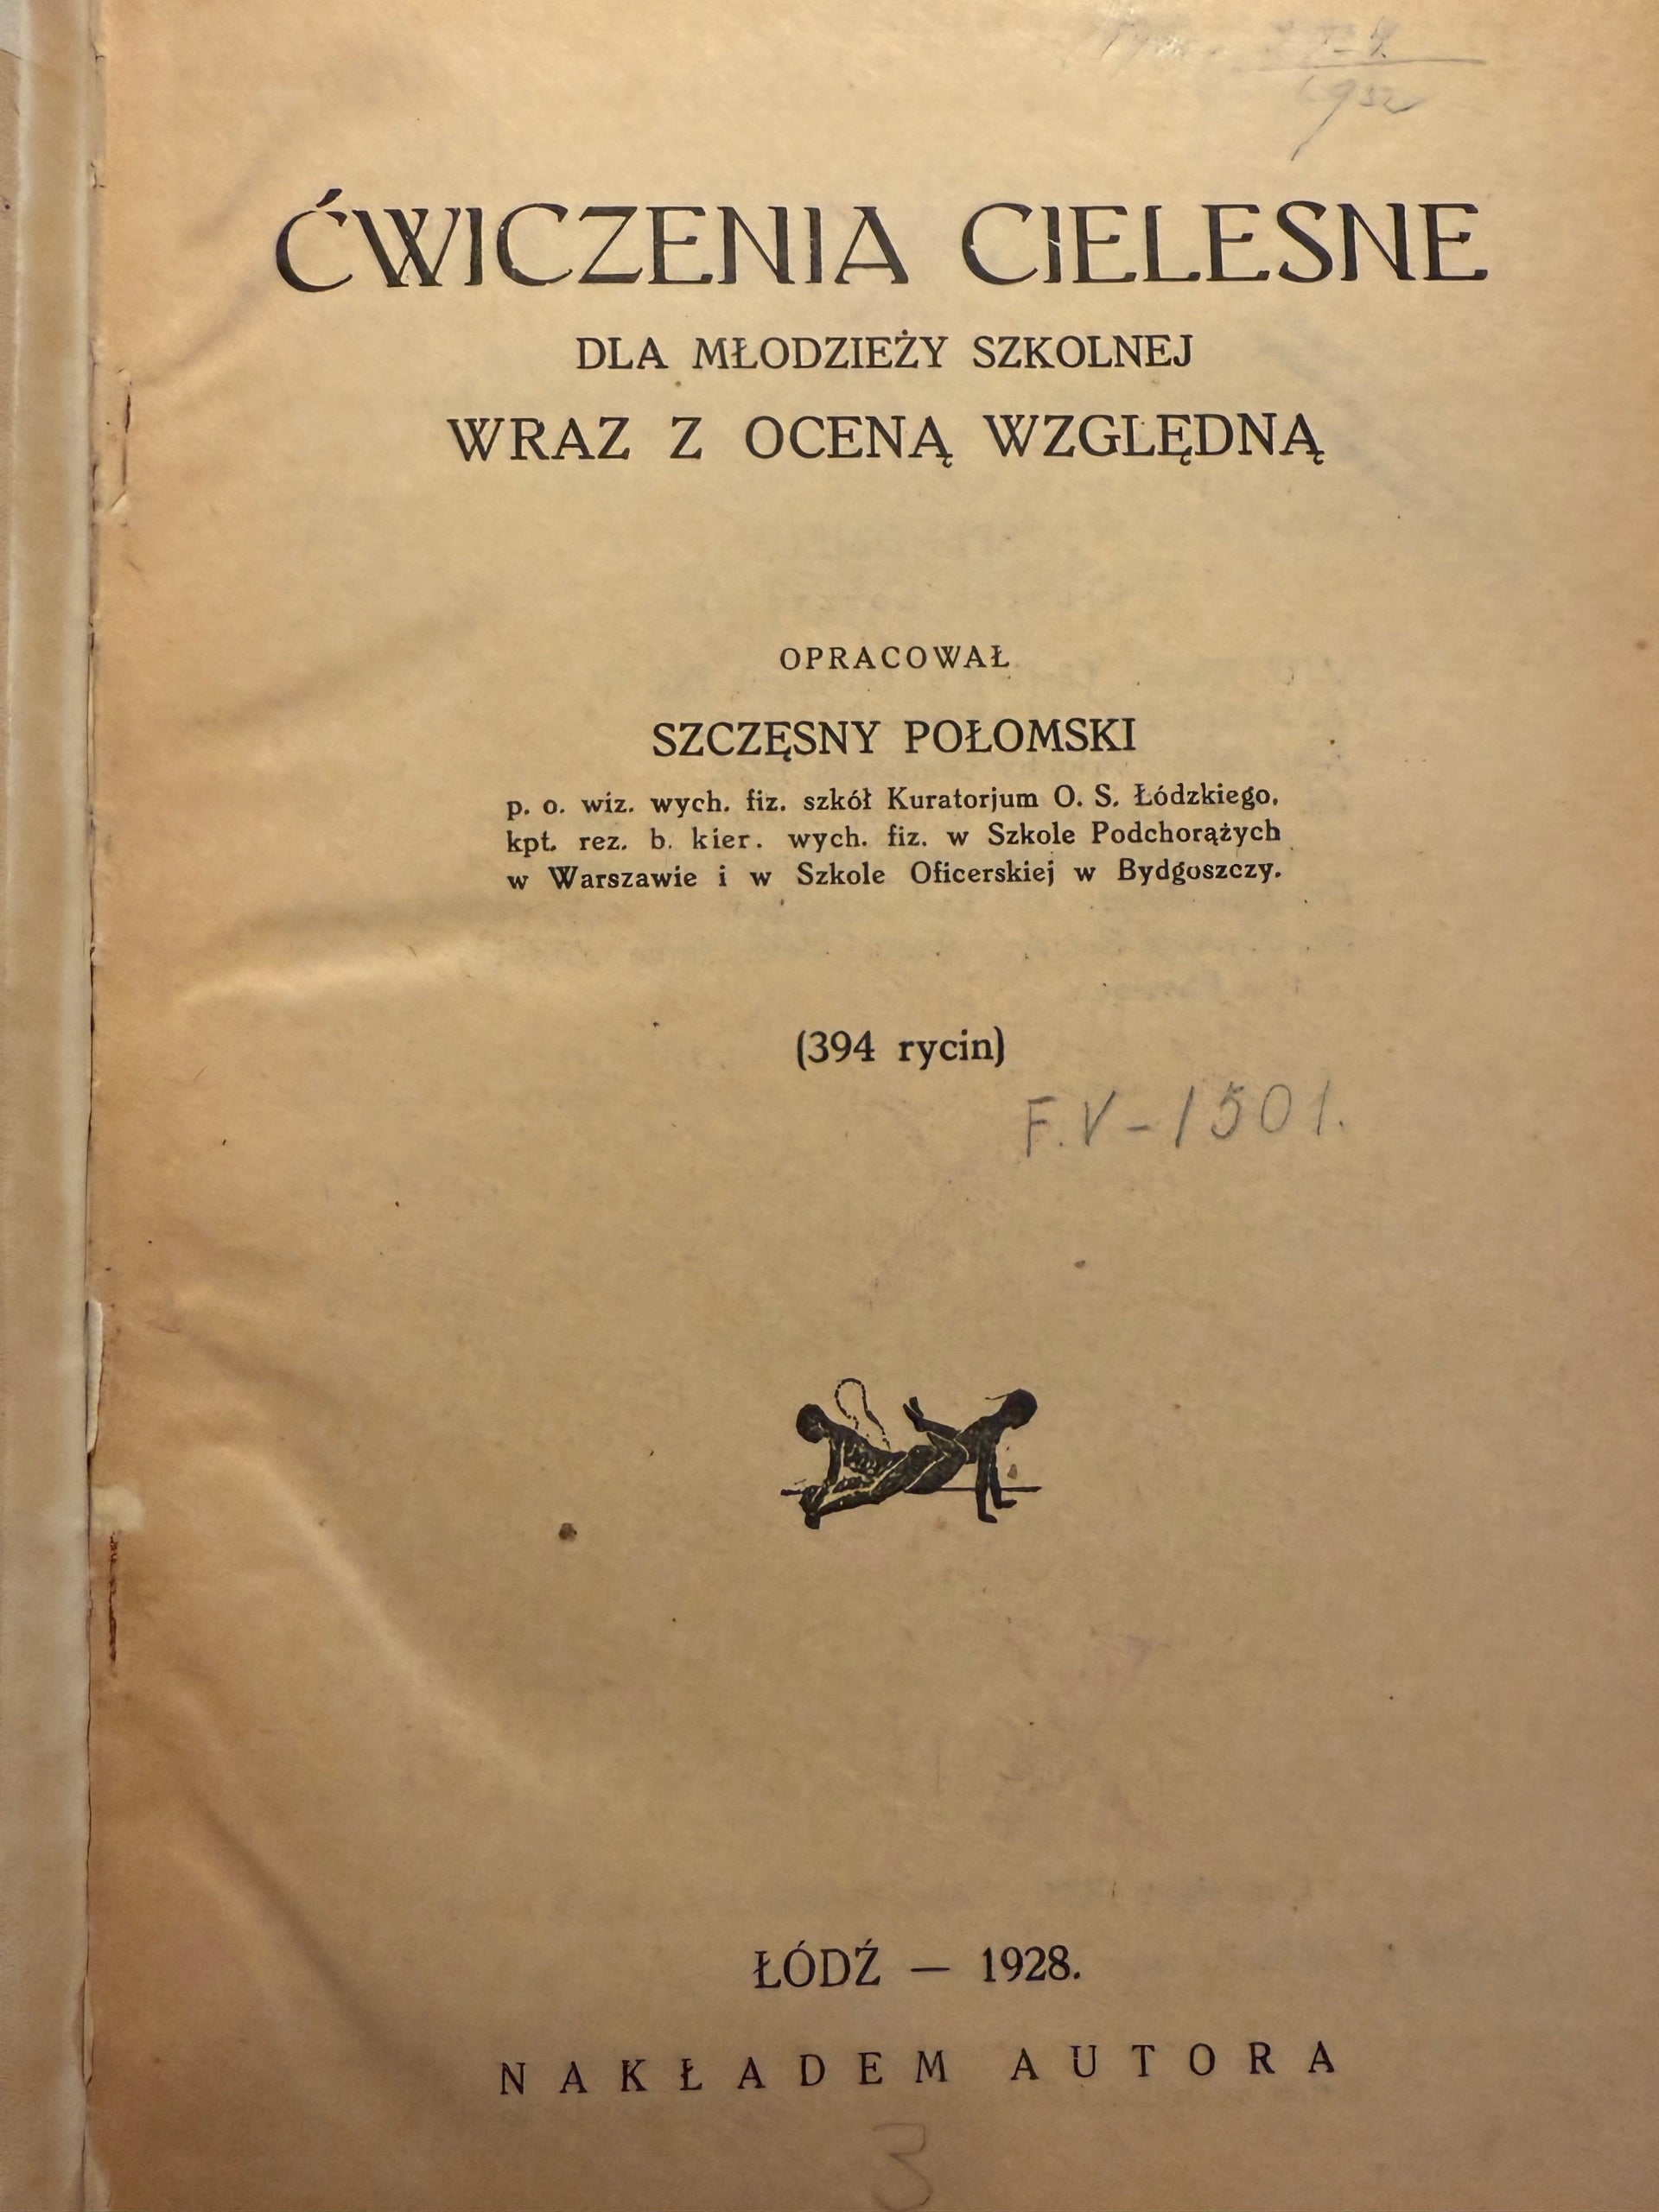 ĆWICZENIA CIELESNE
DLA MŁODZIEŻY SZKOLNEJ
WRAZ Z OCENĄ WZGLĘDNĄ
OPRACOWAŁ
SZCZĘSNY POŁOMSKI
p. o. wiz. wych. fiz. szkół Kuratorjum O. S. Łódzkiego,
kpt. rez. b. kier. wych. fiz. w Szkole Podchorążych
w Warszawie i w Szkole Oficerskiej w Bydgoszczy.
(394 rycin)
F.V-1501.
ŁÓDŹ — 1928.
NAKŁADEM AUTORA
3